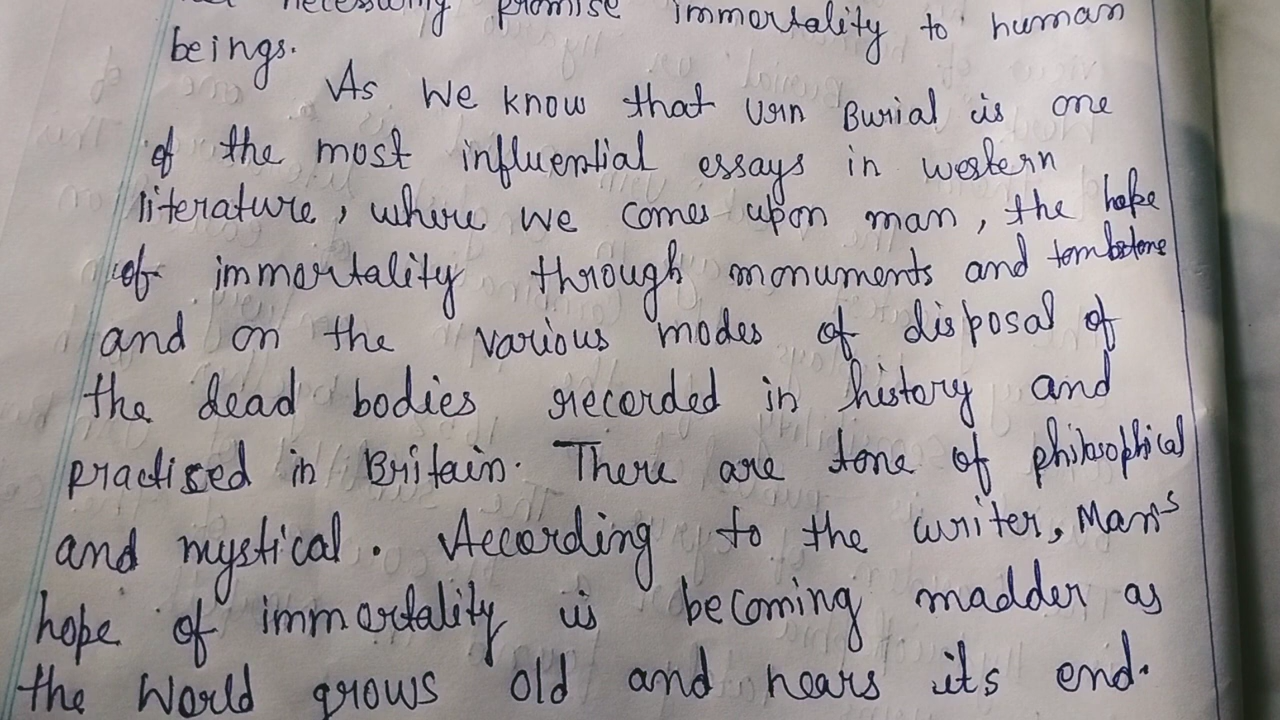 necessarily promise immortality to human
beings.
As we know that Urn Burial is one
of the most influential essays in western
literature, where we comes upon man, the hope
of immortality through monuments and tombstone
and on the various modes of disposal of
the dead bodies recorded in history and
practised in Britain. There are tone of philosophical
and mystical. According to the writer, Man's
hope of immortality is becoming madder as
the World grows old and nears its end.